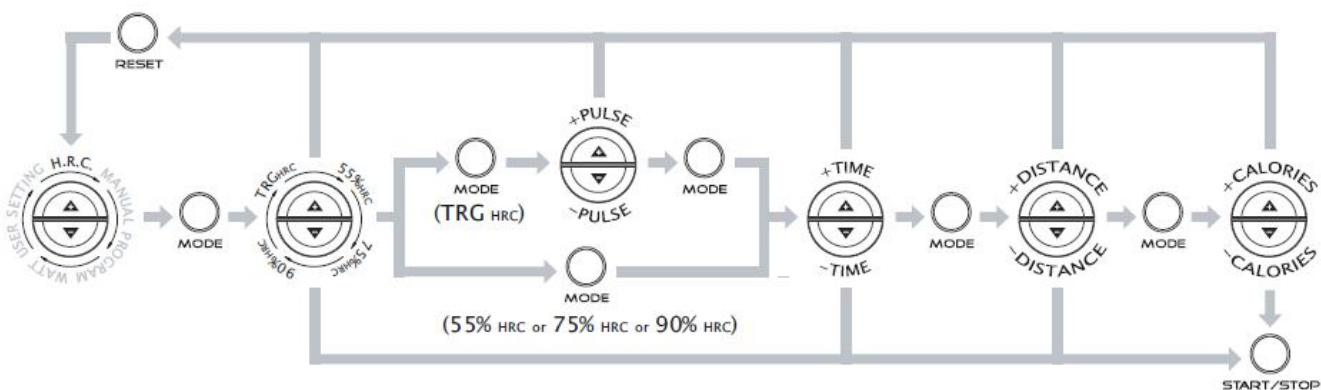 RESET
H.R.C. MANUAL PROGRAM WATT USER SETTING
MODE
TRG HRC 55% HRC 75% HRC 90% HRC
MODE
(TRG HRC)
+PULSE
-PULSE
MODE
MODE
(55% HRC or 75% HRC or 90% HRC)
+TIME
-TIME
MODE
+DISTANCE
-DISTANCE
MODE
+CALORIES
-CALORIES
START/STOP